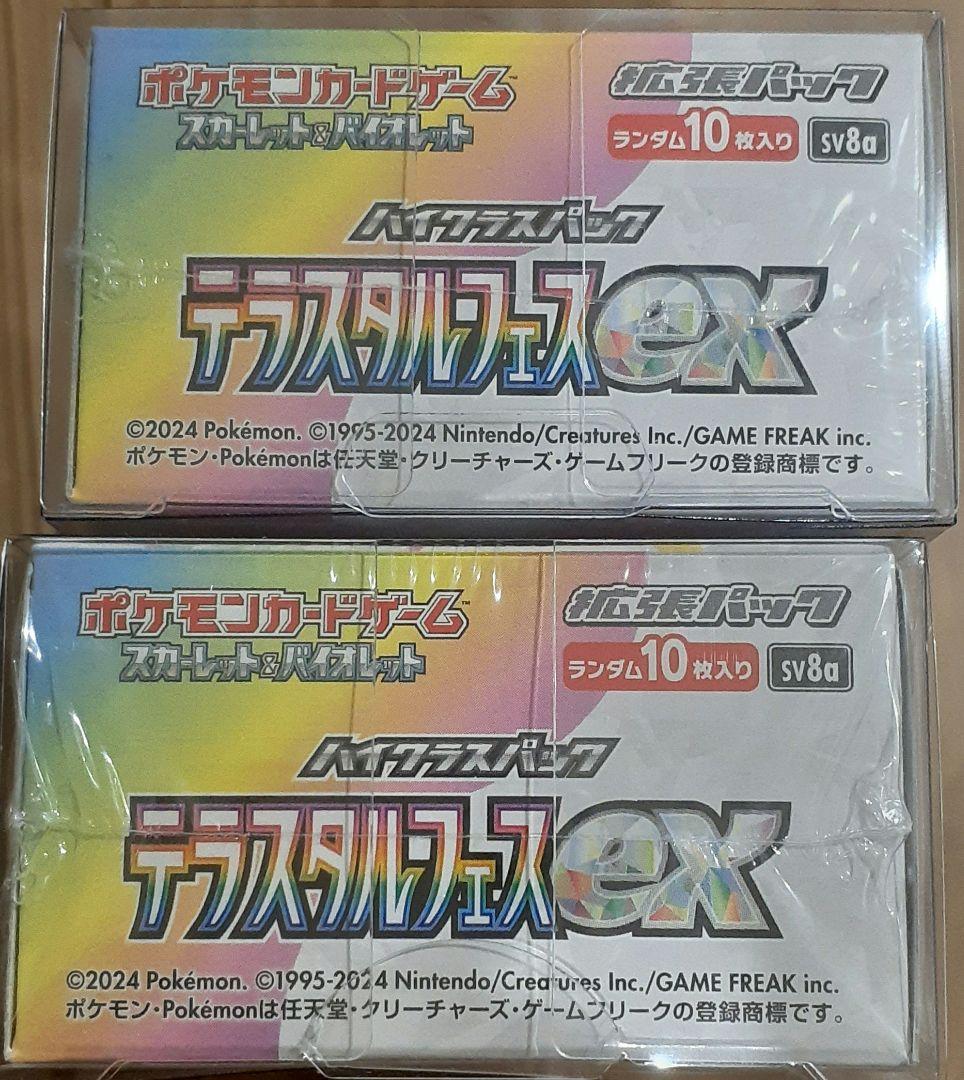 ポケモンカードゲーム™
スカーレット&バイオレット
拡張パック
ランダム10枚入り
SV8a
ハイクラスパック
テラスタルフェスex
©2024 Pokémon. ©1995-2024 Nintendo/Creatures Inc./GAME FREAK inc.
ポケモン・Pokémonは任天堂・クリーチャーズ・ゲームフリークの登録商標です。
ポケモンカードゲーム™
スカーレット&バイオレット
拡張パック
ランダム10枚入り
SV8a
ハイクラスパック
テラスタルフェスex
©2024 Pokémon. ©1995-2024 Nintendo/Creatures Inc./GAME FREAK inc.
ポケモン・Pokémonは任天堂・クリーチャーズ・ゲームフリークの登録商標です。